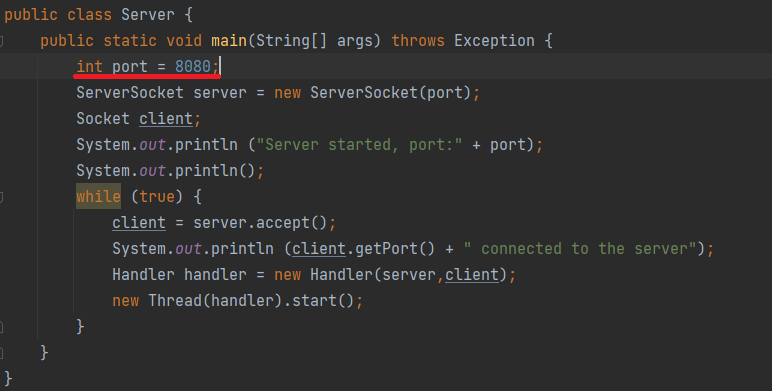 public class Server {
    public static void main(String[] args) throws Exception {
        int port = 8080;
        ServerSocket server = new ServerSocket(port);
        Socket client;
        System.out.println ("Server started, port:" + port);
        System.out.println();
        while (true) {
            client = server.accept();
            System.out.println (client.getPort() + " connected to the server");
            Handler handler = new Handler(server,client);
            new Thread(handler).start();
        }
    }
}